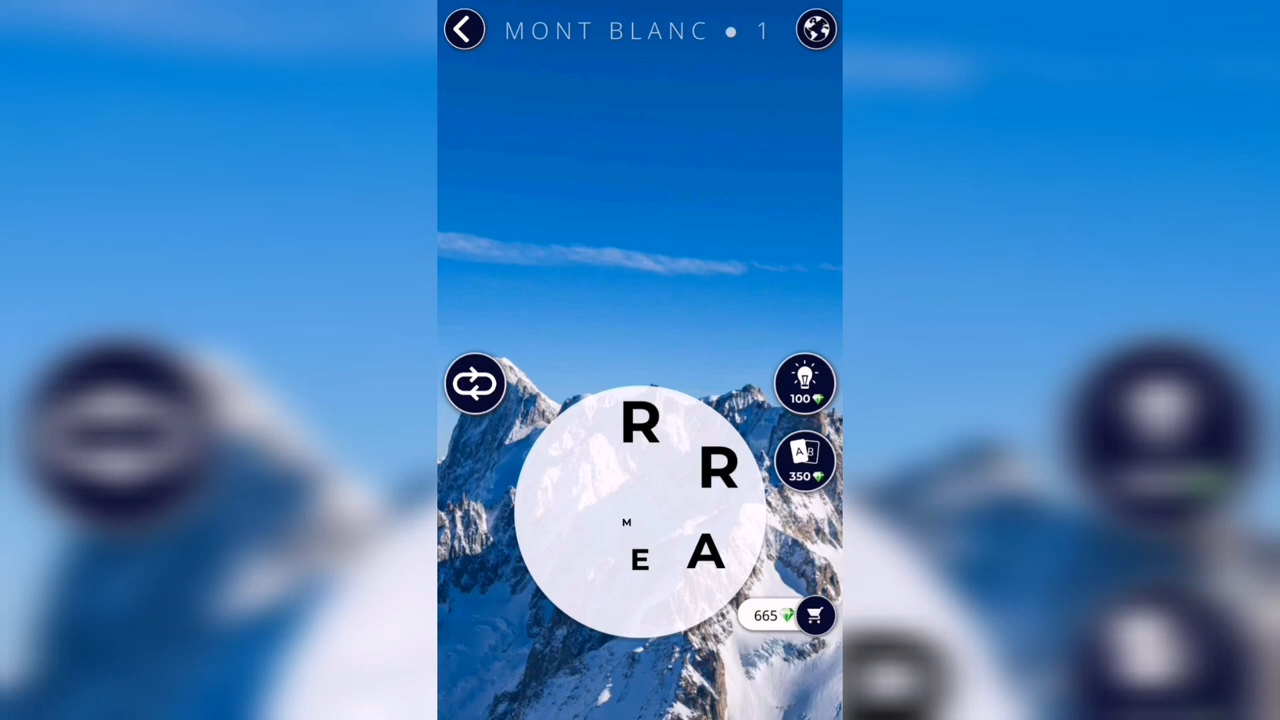 MONT BLANC ● 1
100
A B
350
R
R
M
E
A
665